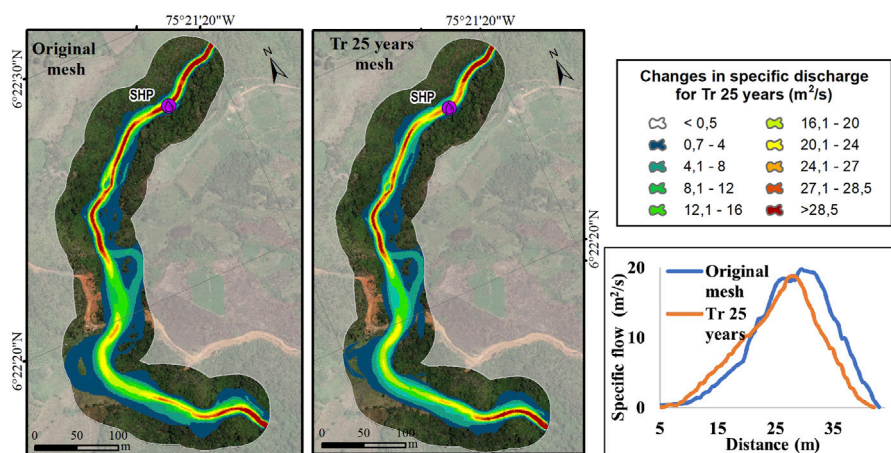 75°21'20"W
75°21'20"W
6°22'30"N
6°22'20"N
Original
mesh
N
SHP
0 50 100
m
Tr 25 years
mesh
N
SHP
0 50 100
m
6°22'20"N
Changes in specific discharge
for Tr 25 years (m²/s)
< 0,5
0,7 - 4
4,1 - 8
8,1 - 12
12,1 - 16
16,1 - 20
20,1 - 24
24,1 - 27
27,1 - 28,5
>28,5
Specific flow (m²/s)
20
10
0
Original
mesh
Tr 25
years
5 15 25 35
Distance (m)